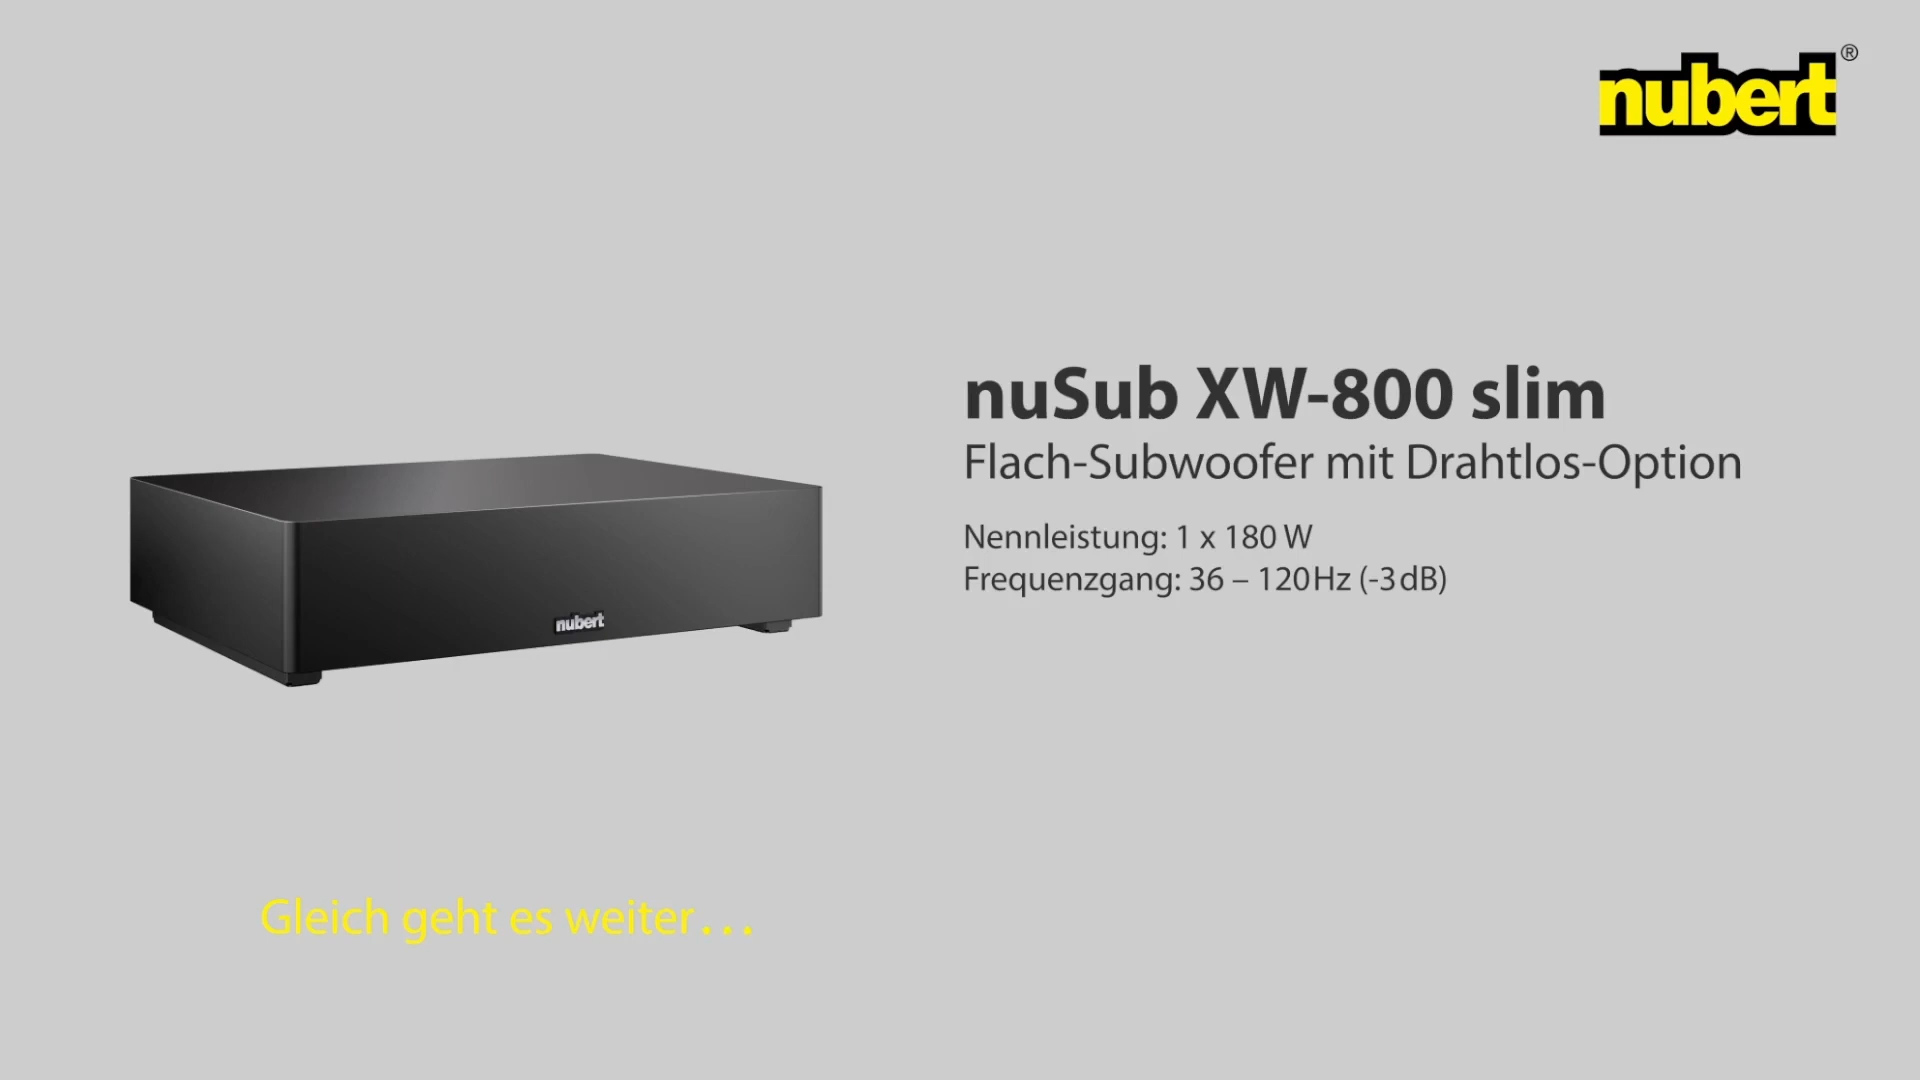 nubert®
nuSub XW-800 slim
Flach-Subwoofer mit Drahtlos-Option
Nennleistung: 1 x 180 W
Frequenzgang: 36 – 120 Hz (-3 dB)
nubert
Gleich geht es weiter...